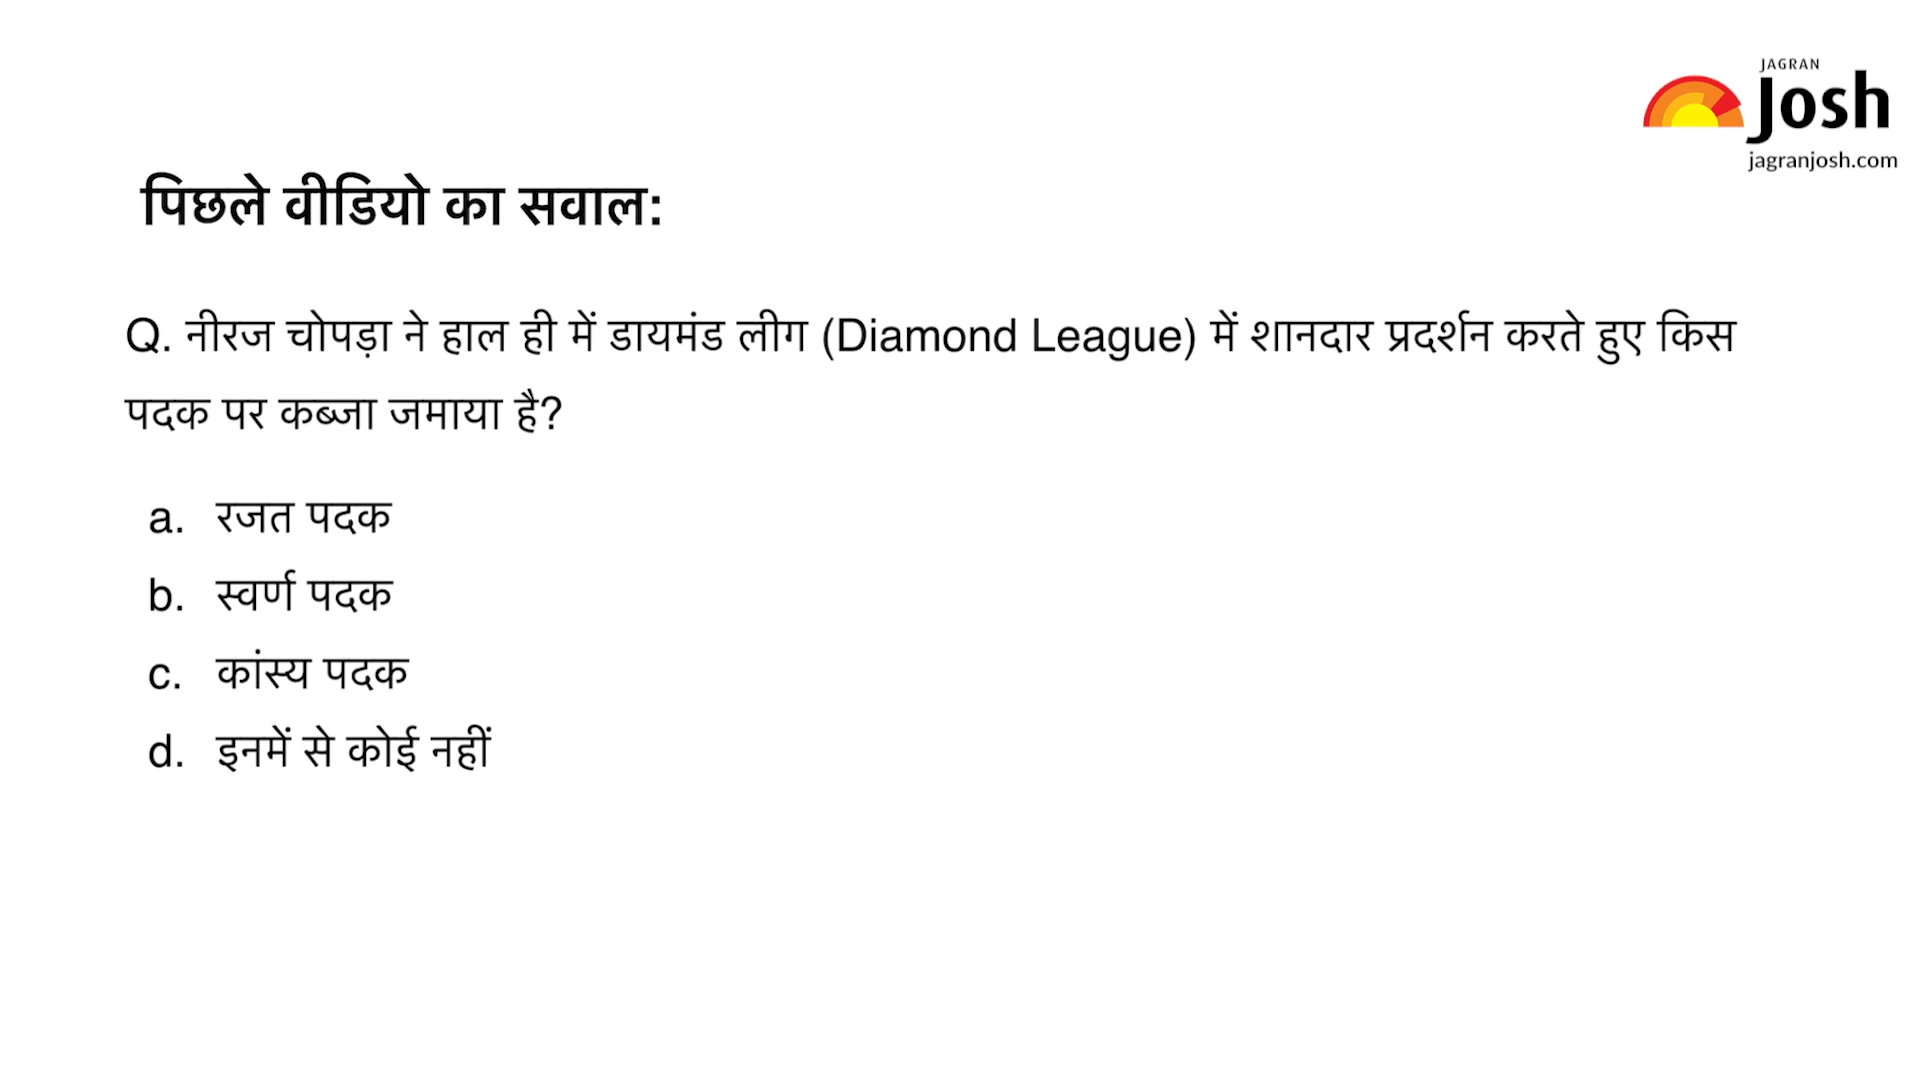 JAGRAN
Josh
jagranjosh.com
पिछले वीडियो का सवाल:
Q. नीरज चोपड़ा ने हाल ही में डायमंड लीग (Diamond League) में शानदार प्रदर्शन करते हुए किस
पदक पर कब्जा जमाया है?
a. रजत पदक
b. स्वर्ण पदक
c. कांस्य पदक
d. इनमें से कोई नहीं